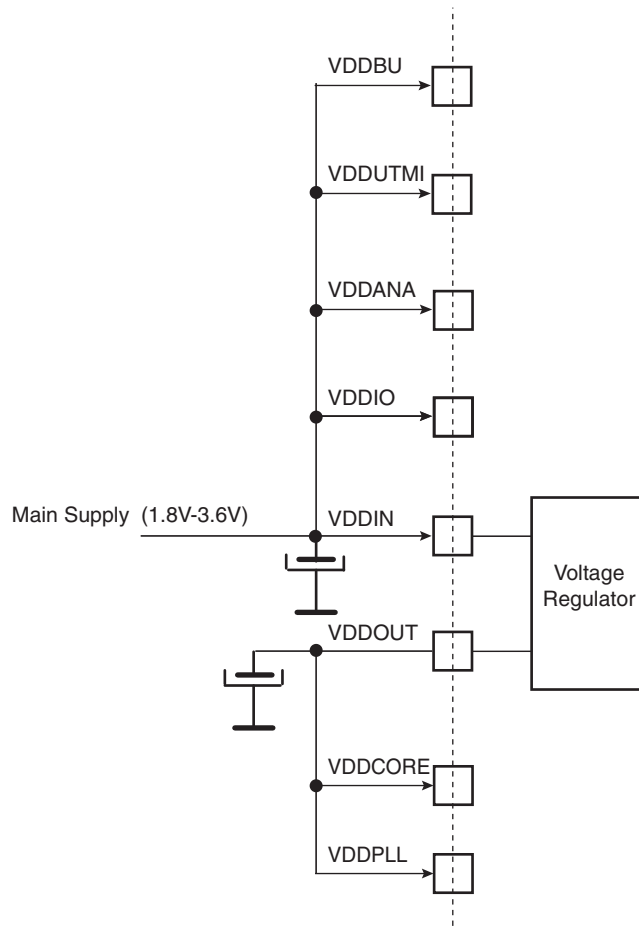 VDDBU
VDDUTMI
VDDANA
VDDIO
Main Supply (1.8V-3.6V)
VDDIN
Voltage
Regulator
VDDOUT
VDDCORE
VDDPLL